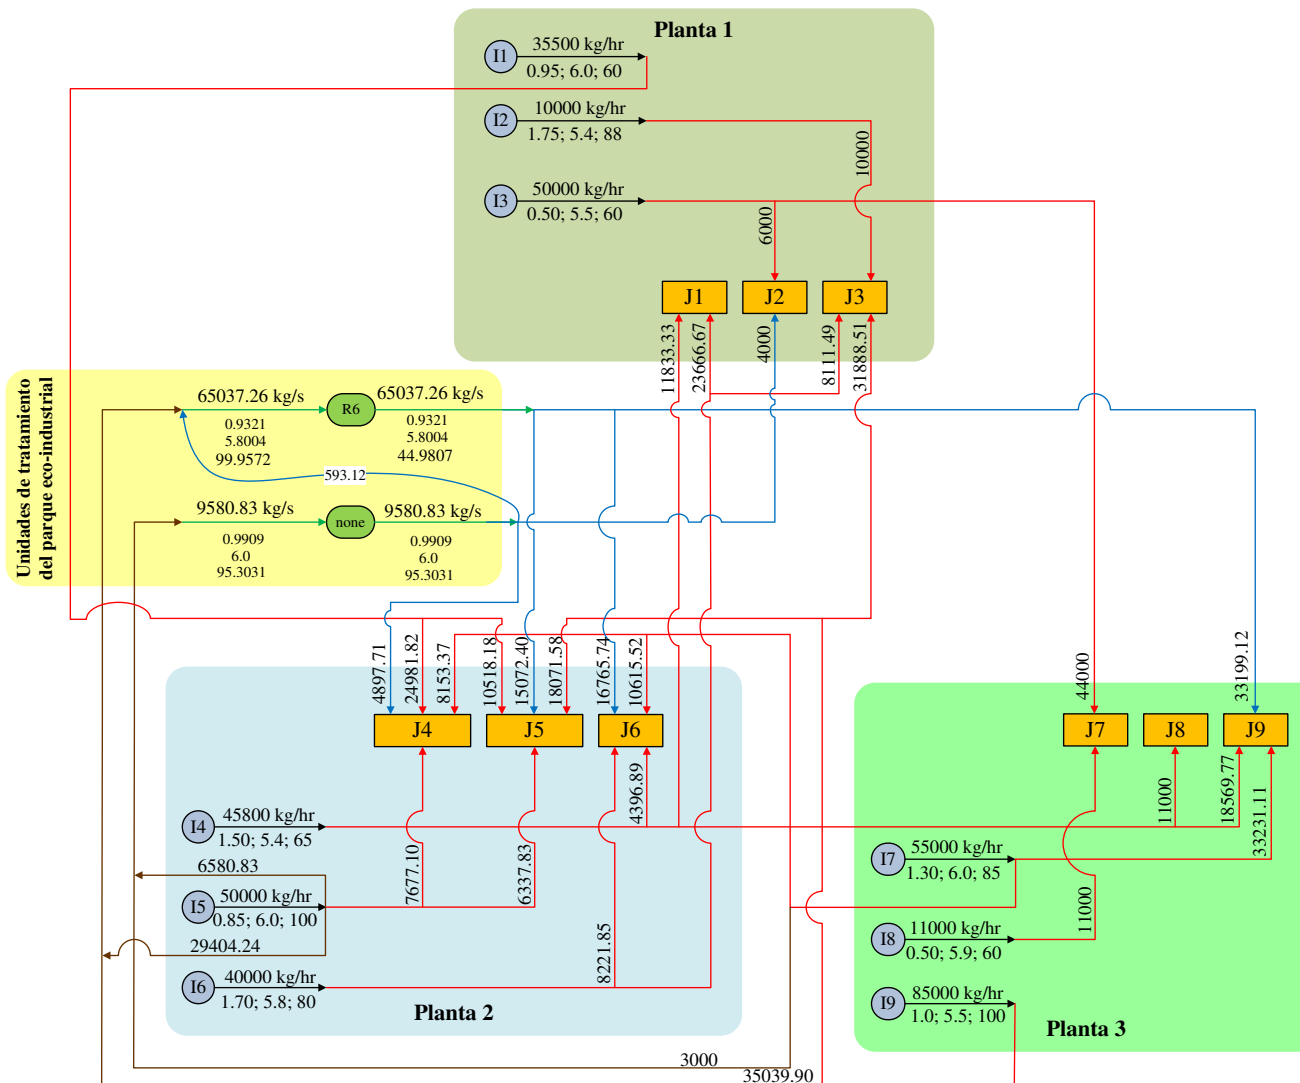 Planta 1
I1
35500 kg/hr
0.95; 6.0; 60
I2
10000 kg/hr
1.75; 5.4; 88
I3
50000 kg/hr
0.50; 5.5; 60
10000
6000
J1
J2
J3
11833.33
23666.67
4000
8111.49
31888.51
Unidades de tratamiento
del parque eco-industrial
65037.26 kg/s
R6
65037.26 kg/s
0.9321
5.8004
99.9572
0.9321
5.8004
44.9807
593.12
9580.83 kg/s
none
9580.83 kg/s
0.9909
6.0
95.3031
0.9909
6.0
95.3031
4897.71
24981.82
8153.37
10518.18
15072.40
18071.58
16765.74
10615.52
44000
33199.12
J4
J5
J6
J7
J8
J9
I4
45800 kg/hr
1.50; 5.4; 65
7677.10
6337.83
4396.89
11000
18569.77
33231.11
6580.83
I5
50000 kg/hr
0.85; 6.0; 100
29404.24
I6
40000 kg/hr
1.70; 5.8; 80
8221.85
Planta 2
I7
55000 kg/hr
1.30; 6.0; 85
I8
11000 kg/hr
0.50; 5.9; 60
11000
I9
85000 kg/hr
1.0; 5.5; 100
Planta 3
3000
35039.90